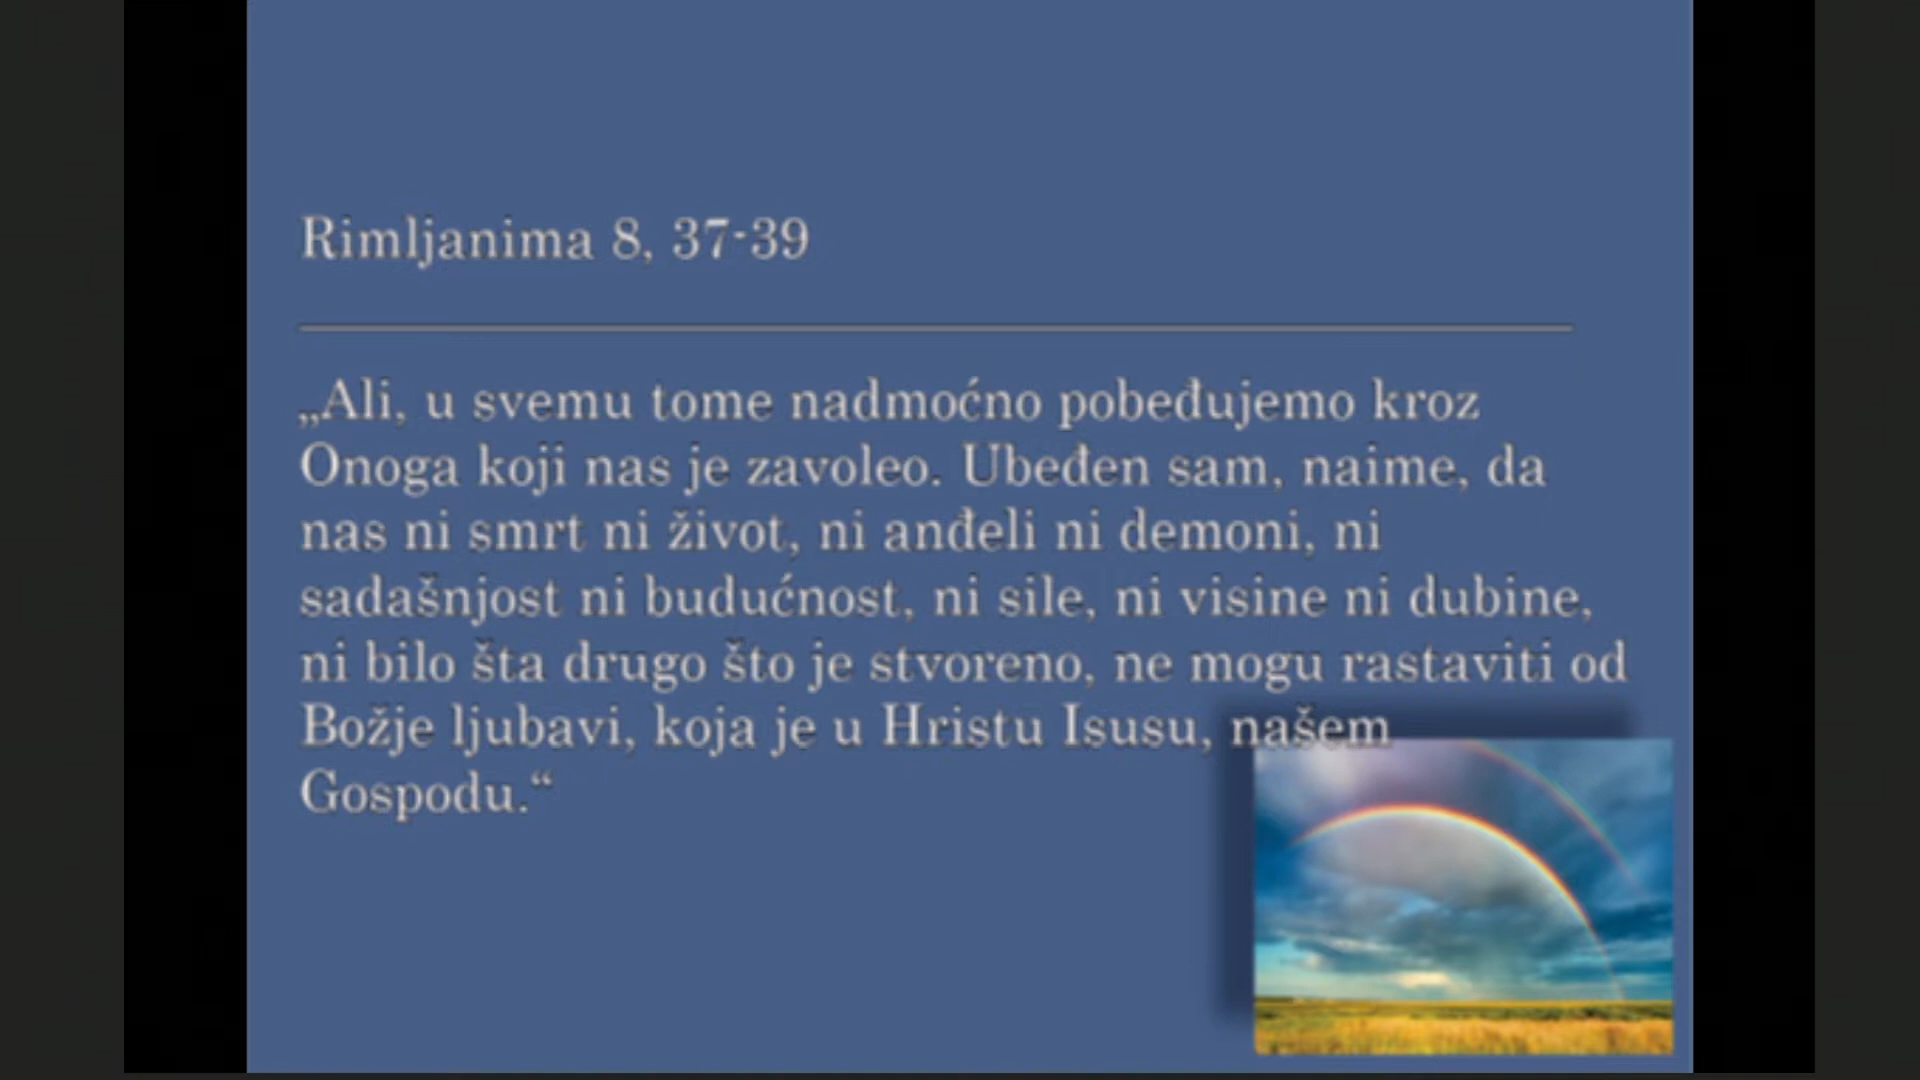 Rimljanima 8, 37-39
„Ali, u svemu tome nadmoćno pobeđujemo kroz
Onoga koji nas je zavoleo. Ubeđen sam, naime, da
nas ni smrt ni život, ni anđeli ni demoni, ni
sadašnjost ni budućnost, ni sile, ni visine ni dubine,
ni bilo šta drugo što je stvoreno, ne mogu rastaviti od
Božje ljubavi, koja je u Hristu Isusu, našem
Gospodu.“